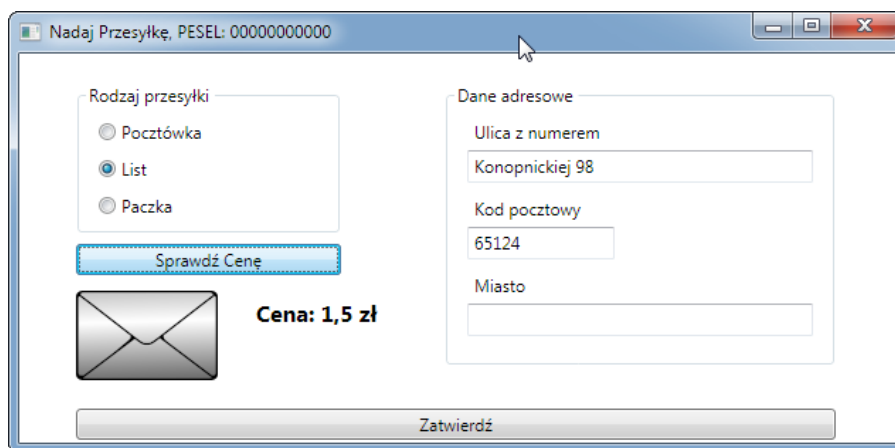 Nadaj Przesyłkę, PESEL: 00000000000
Rodzaj przesyłki
Pocztówka
List
Paczka
Sprawdź Cenę
Cena: 1,5 zł
Dane adresowe
Ulica z numerem
Konopnickiej 98
Kod pocztowy
65124
Miasto
Zatwierdź